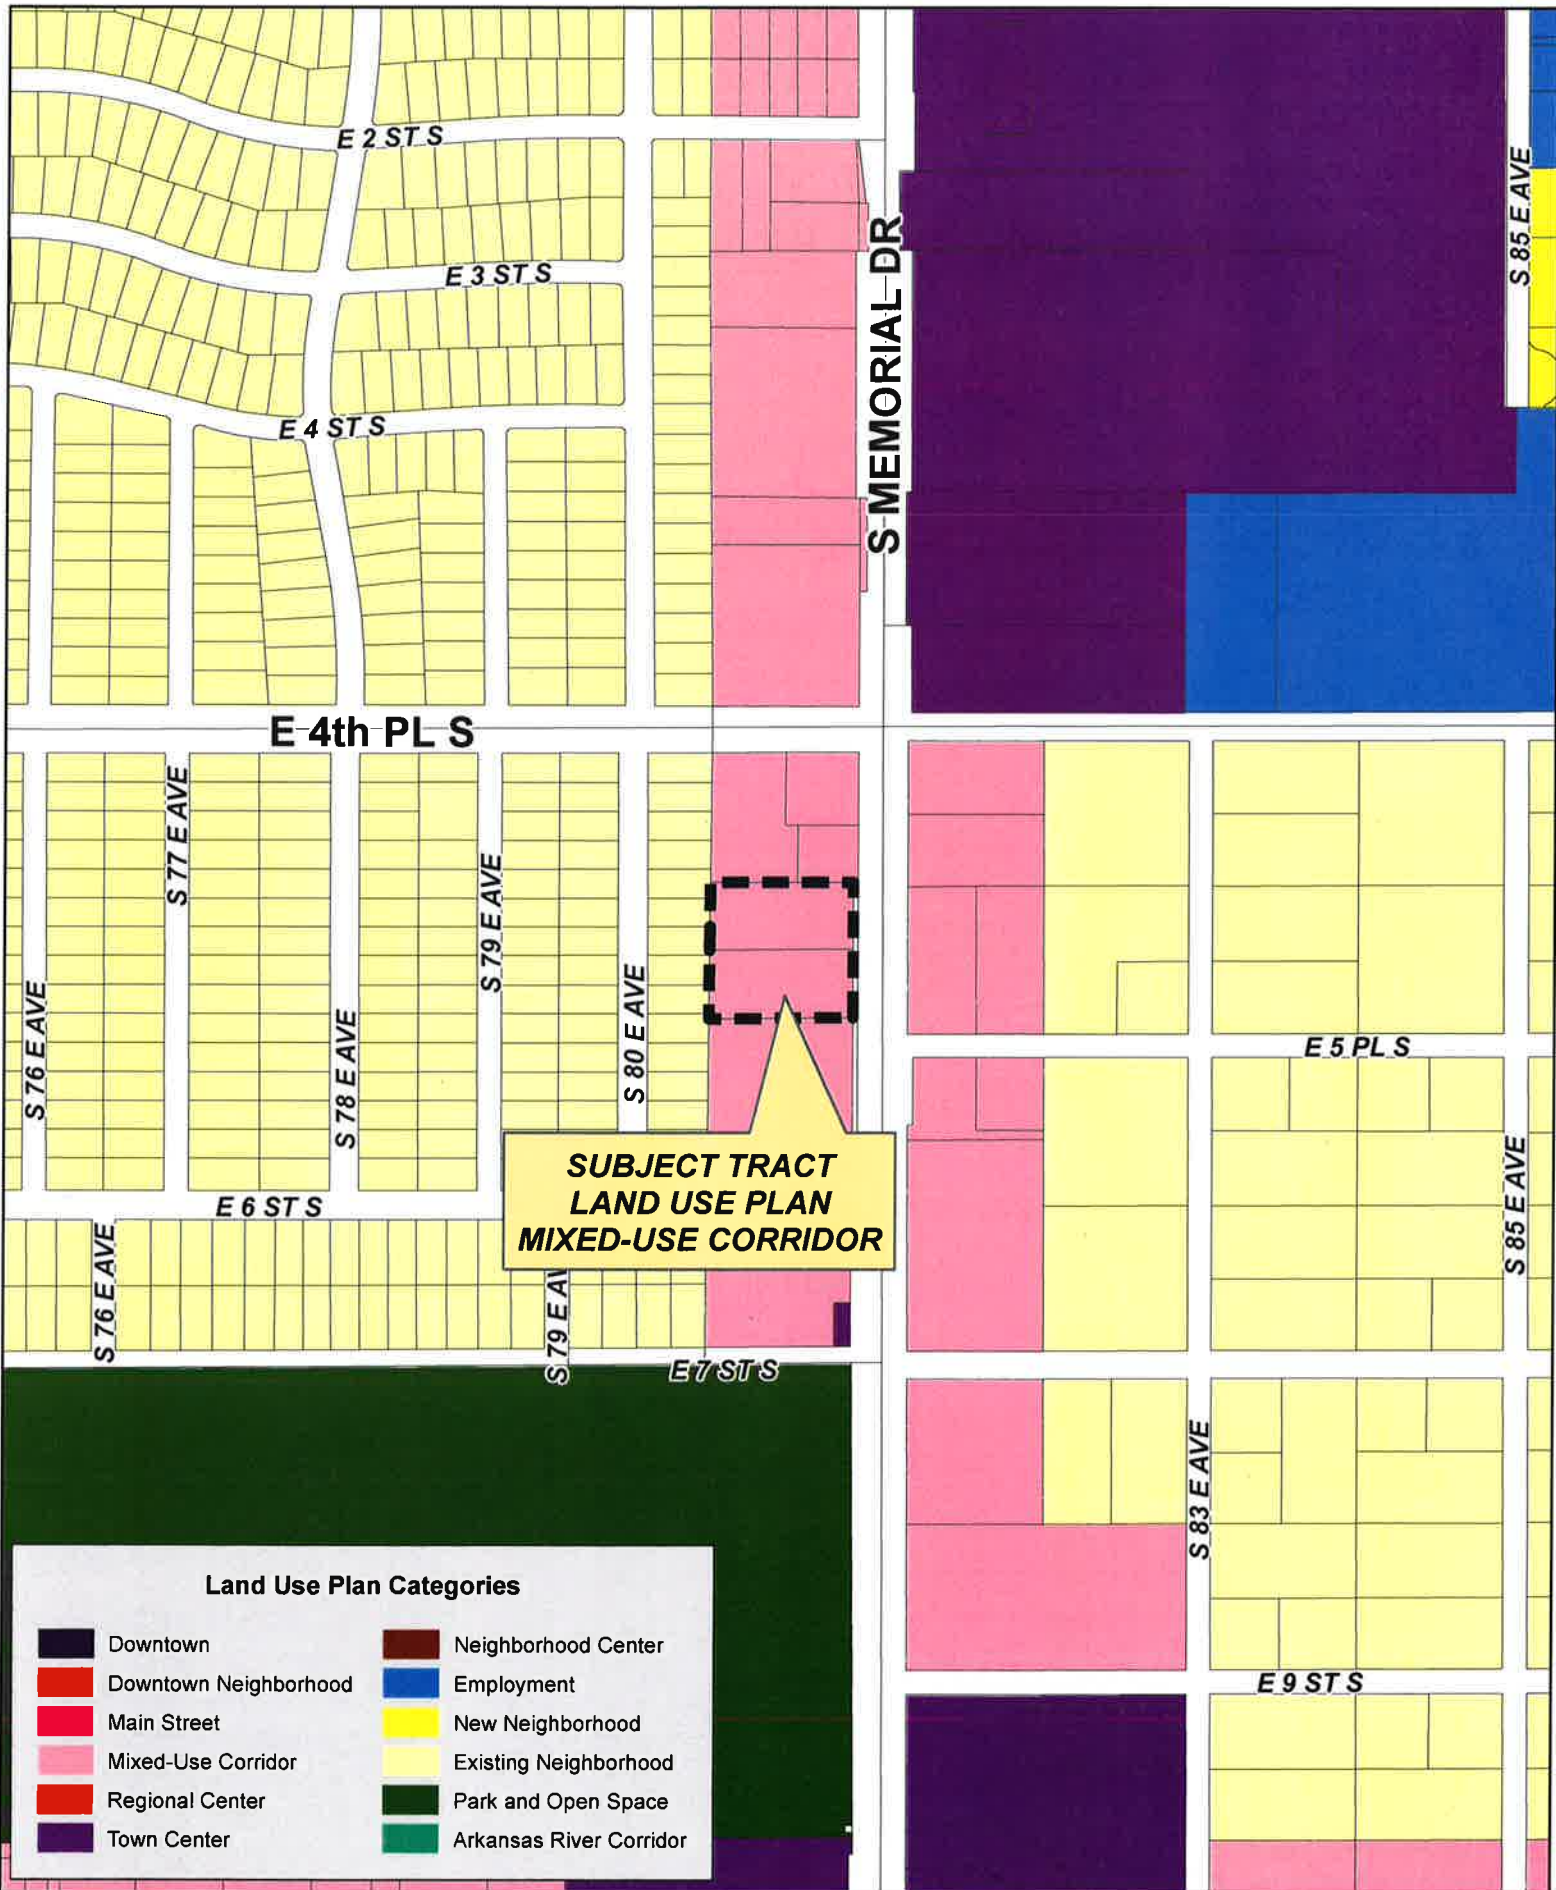 E 2 ST S
S 85 E AVE
S MEMORIAL DR
E 3 ST S
E 4 ST S
E 4th PL S
S 77 E AVE
S 79 E AVE
S 76 E AVE
S 80 E AVE
S 78 E AVE
E 5 PL S
SUBJECT TRACT
LAND USE PLAN
MIXED-USE CORRIDOR
S 85 E AVE
E 6 ST S
S 76 E AVE
S 79 E AV
E 7 ST S
S 83 E AVE
E 9 ST S
Land Use Plan Categories
Downtown
Downtown Neighborhood
Main Street
Mixed-Use Corridor
Regional Center
Town Center
Neighborhood Center
Employment
New Neighborhood
Existing Neighborhood
Park and Open Space
Arkansas River Corridor